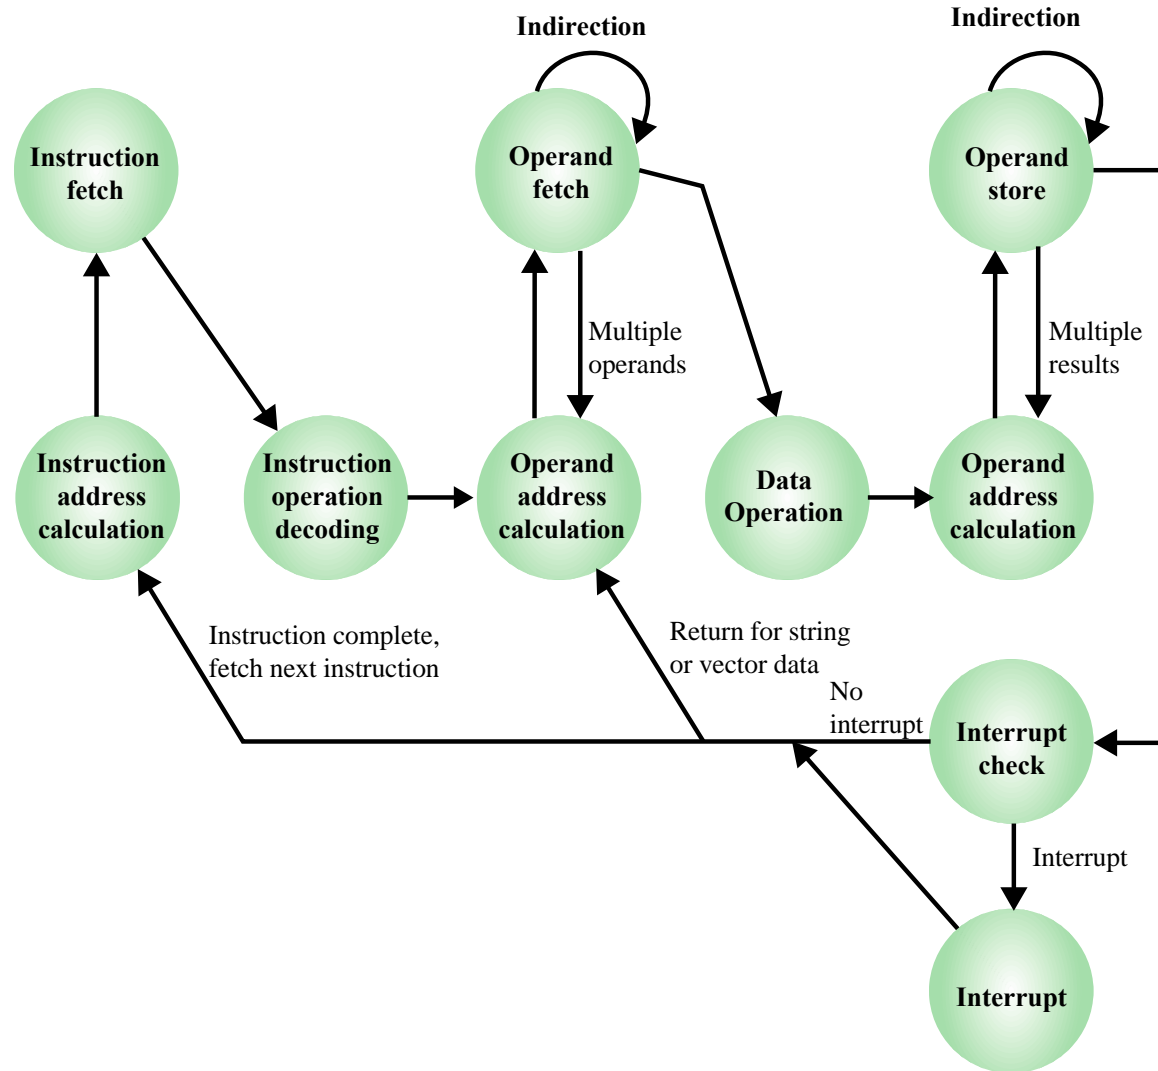 Indirection
Indirection
Instruction
fetch
Operand
fetch
Operand
store
Multiple
operands
Multiple
results
Instruction
address
calculation
Instruction
operation
decoding
Operand
address
calculation
Data
Operation
Operand
address
calculation
Instruction complete,
fetch next instruction
Return for string
or vector data
No
interrupt
Interrupt
check
Interrupt
Interrupt